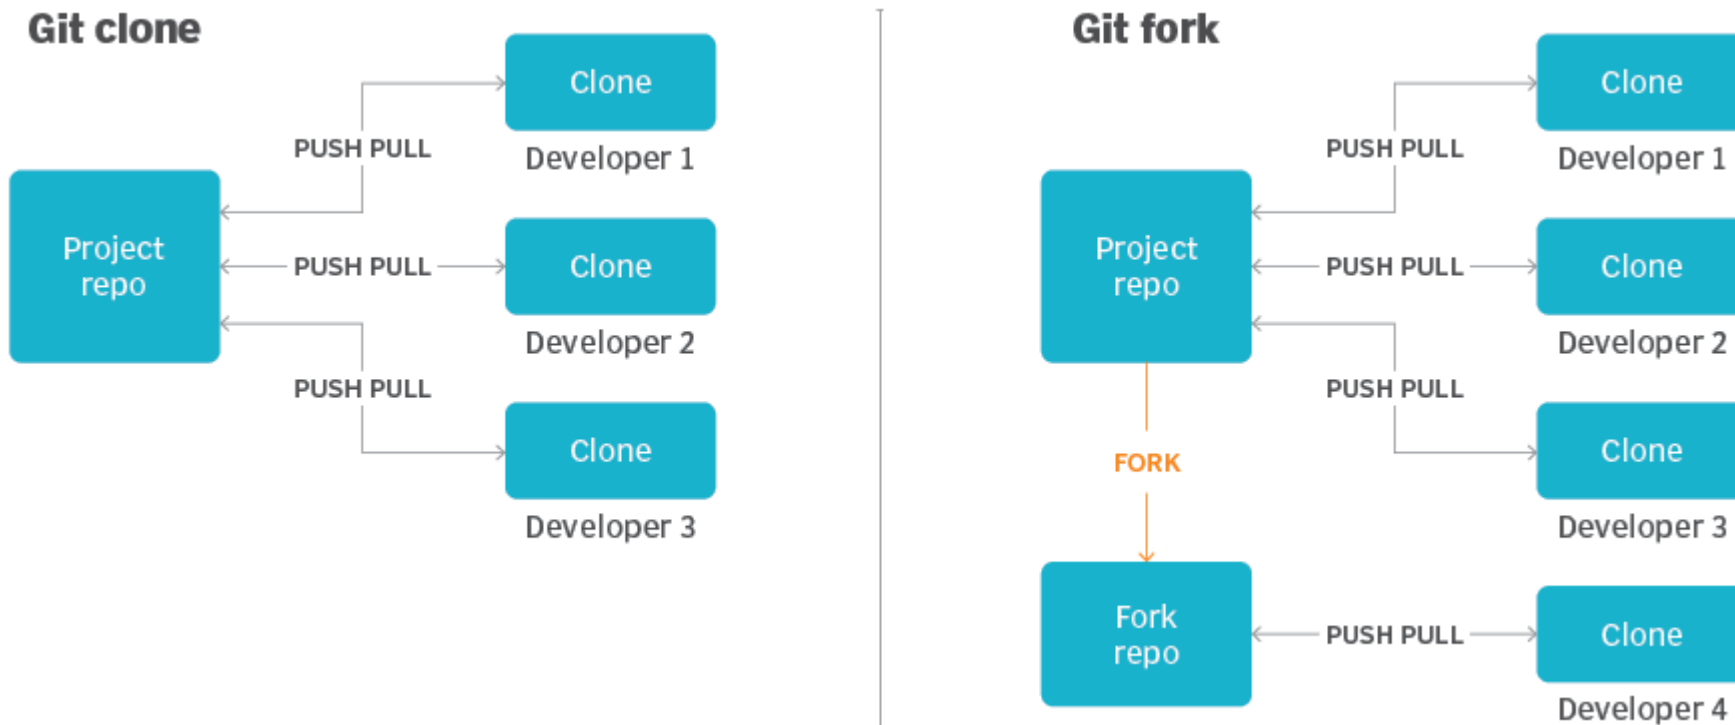 Git clone
Clone
PUSH PULL
Developer 1
Project
repo
PUSH PULL
Clone
Developer 2
PUSH PULL
Clone
Developer 3
Git fork
Clone
PUSH PULL
Developer 1
Project
repo
PUSH PULL
Clone
Developer 2
PUSH PULL
Clone
Developer 3
FORK
Fork
repo
PUSH PULL
Clone
Developer 4